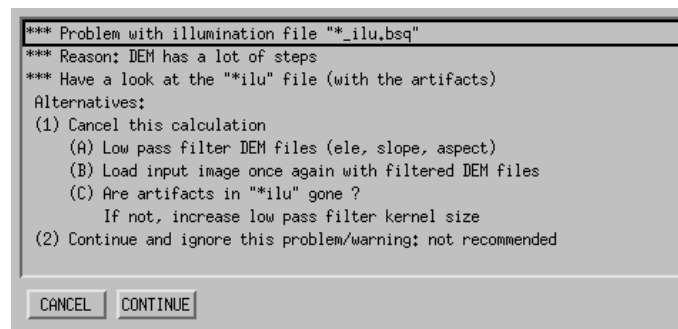 *** Problem with illumination file "*_ilu.bsq"
*** Reason: DEM has a lot of steps
*** Have a look at the "*ilu" file (with the artifacts)
Alternatives:
(1) Cancel this calculation
(A) Low pass filter DEM files (ele, slope, aspect)
(B) Load input image once again with filtered DEM files
(C) Are artifacts in "*ilu" gone ?
If not, increase low pass filter kernel size
(2) Continue and ignore this problem/warning: not recommended
CANCEL CONTINUE